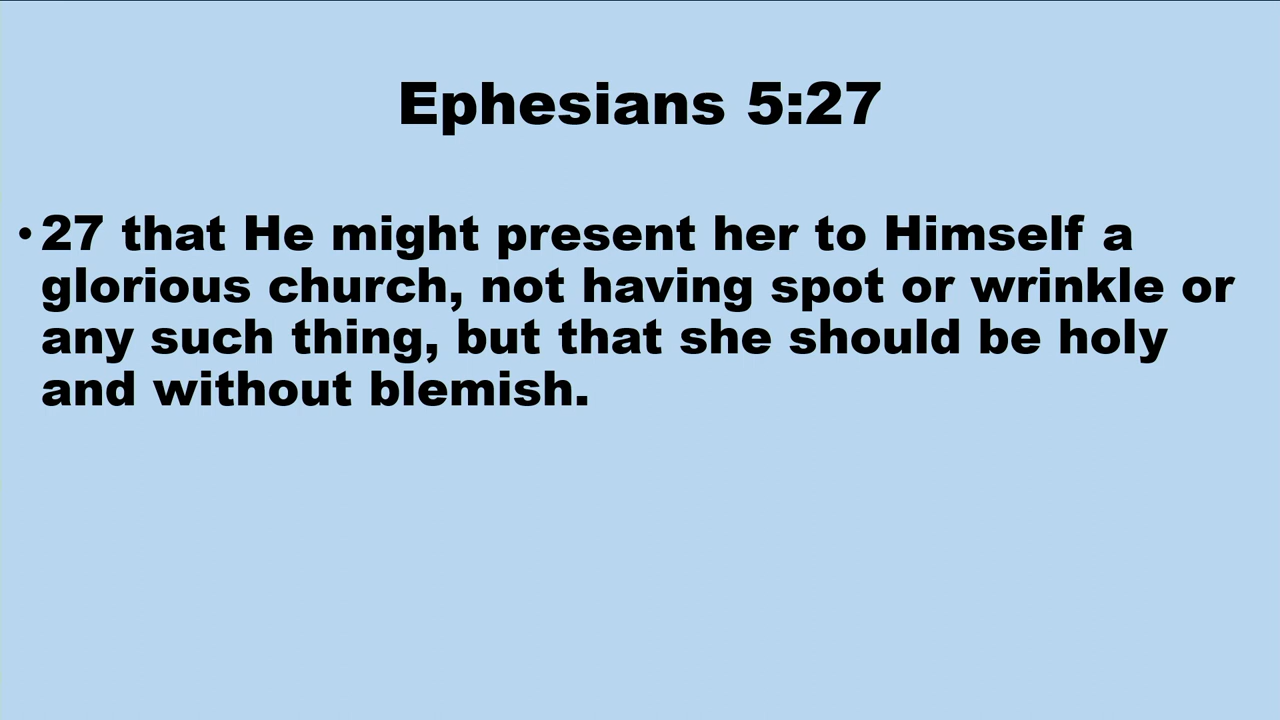 Ephesians 5:27
• 27 that He might present her to Himself a
glorious church, not having spot or wrinkle or
any such thing, but that she should be holy
and without blemish.